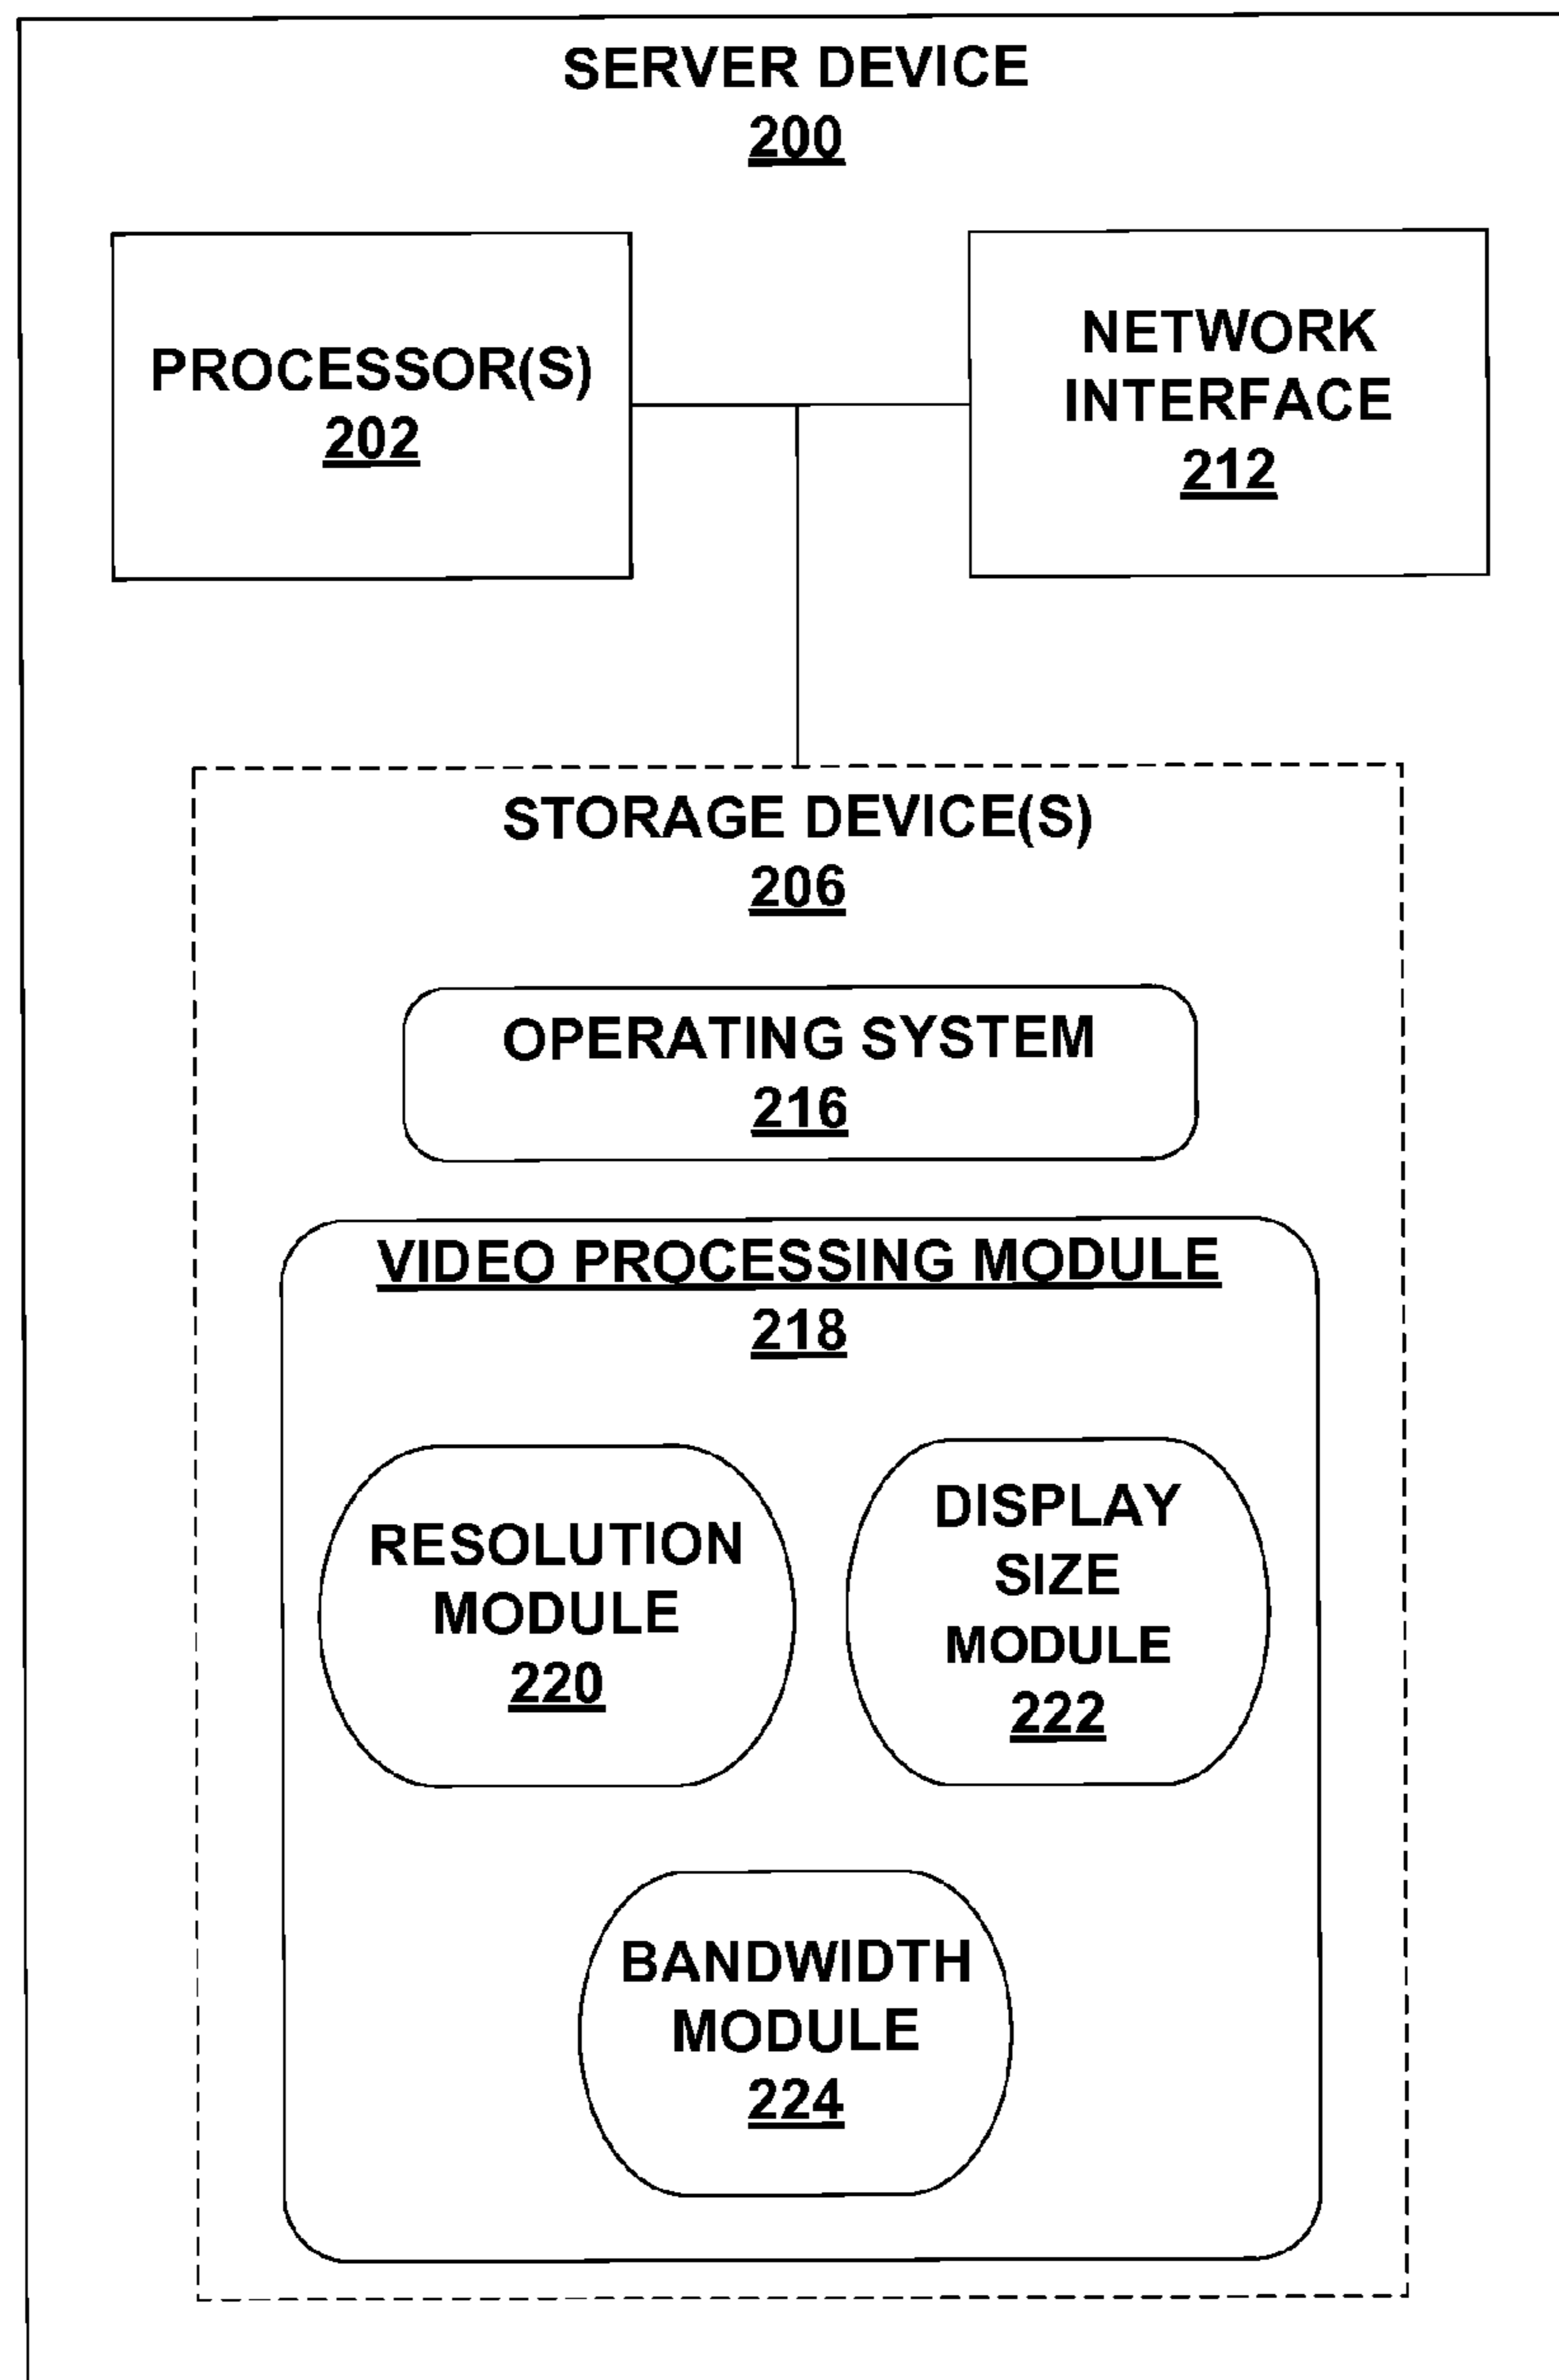 SERVER DEVICE
200
PROCESSOR(S)
202
NETWORK
INTERFACE
212
STORAGE DEVICE(S)
206
OPERATING SYSTEM
216
VIDEO PROCESSING MODULE
218
RESOLUTION
MODULE
220
DISPLAY
SIZE
MODULE
222
BANDWIDTH
MODULE
224